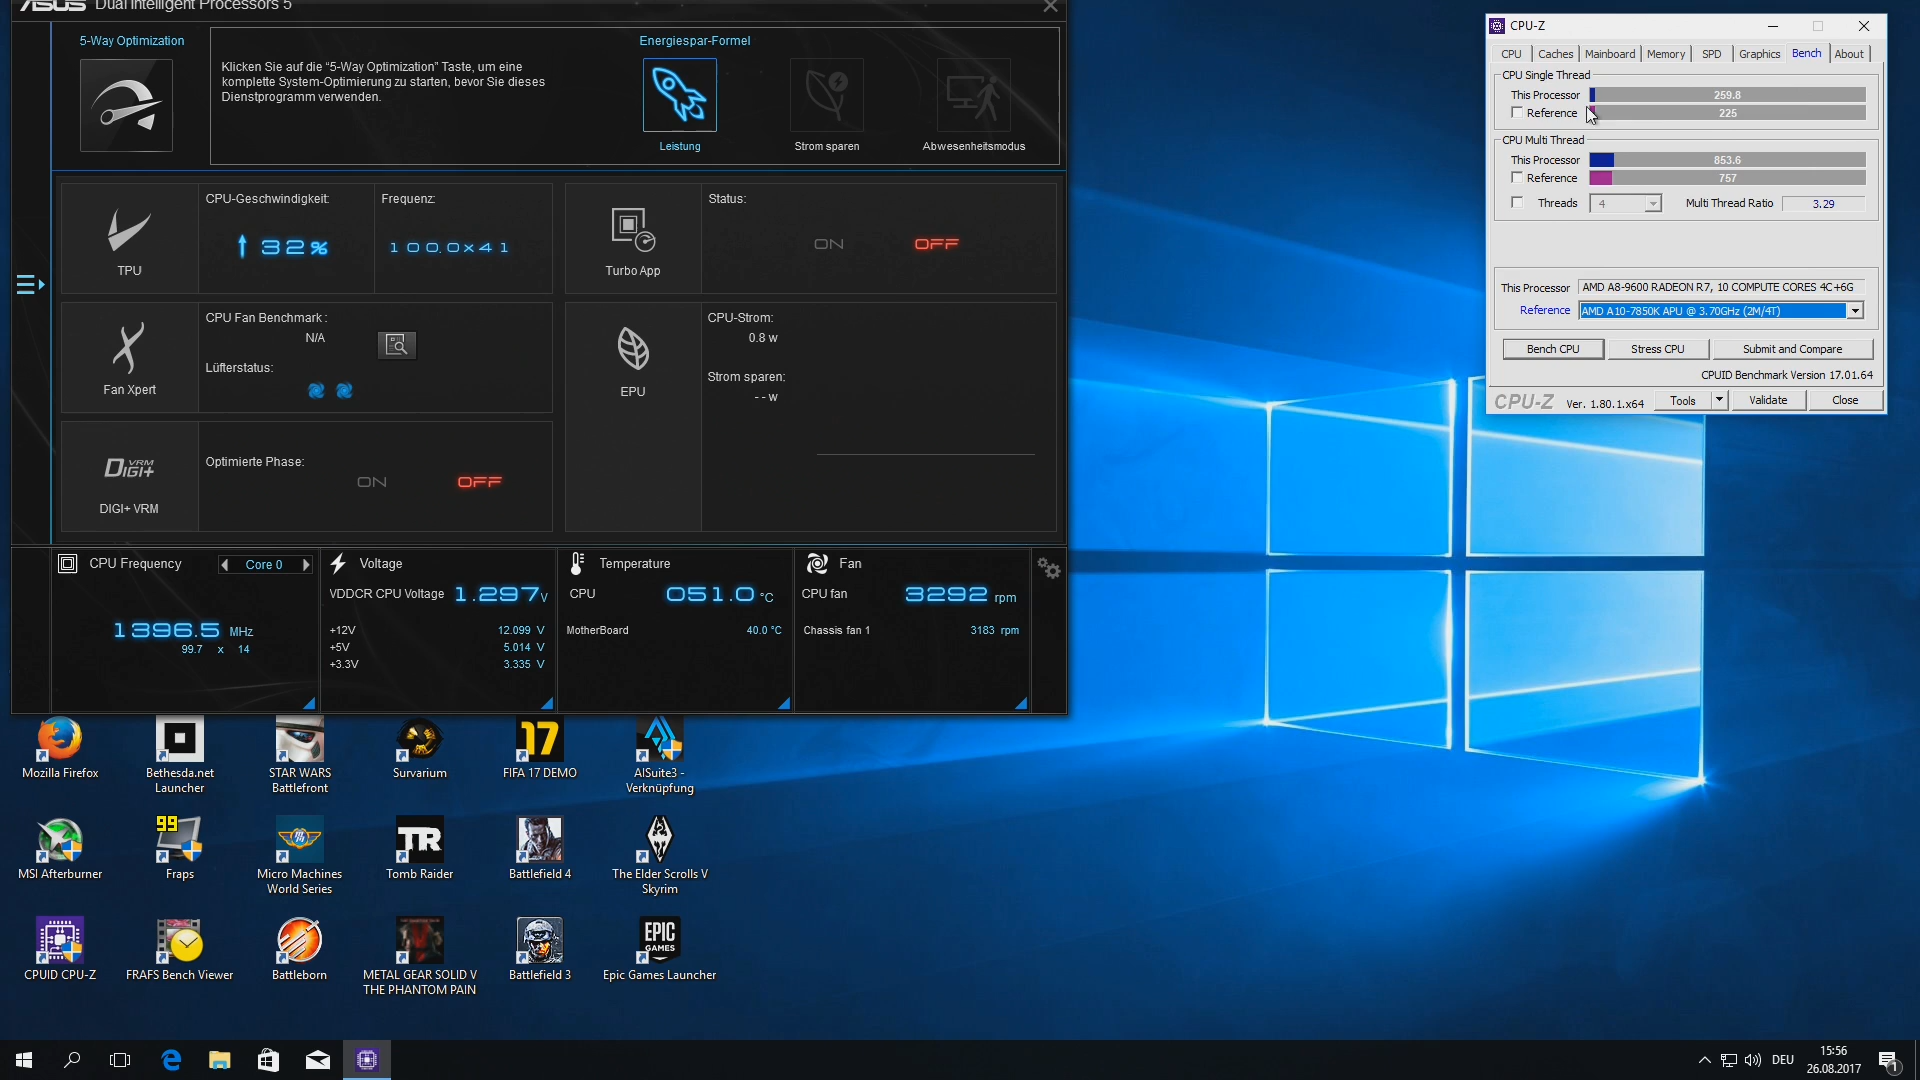 ASUS Dual Intelligent Processors 5
5-Way Optimization
Klicken Sie auf die “5-Way Optimization” Taste, um eine
komplette System-Optimierung zu starten, bevor Sie dieses
Dienstprogramm verwenden.
Energiespar-Formel
Leistung
Strom sparen
Abwesenheitsmodus
TPU
CPU-Geschwindigkeit:
32%
Frequenz:
100.0x41
Turbo App
Status:
ON OFF
Fan Xpert
CPU Fan Benchmark :
N/A
Lüfterstatus:
EPU
CPU-Strom:
0.8 w
Strom sparen:
- - w
DIGI+ VRM
DIGI+ VRM
Optimierte Phase:
ON OFF
CPU Frequency
Core 0
1396.5 MHz
99.7 x 14
Voltage
VDDCR CPU Voltage 1.297v
+12V 12.099 V
+5V 5.014 V
+3.3V 3.335 V
Temperature
CPU 051.0 °C
MotherBoard 40.0 °C
Fan
CPU fan 3292 rpm
Chassis fan 1 3183 rpm
CPU-Z
CPU Caches Mainboard Memory SPD Graphics Bench About
CPU Single Thread
This Processor 259.8
Reference 225
CPU Multi Thread
This Processor 853.6
Reference 757
Threads 4 Multi Thread Ratio 3.29
This Processor AMD A8-9600 RADEON R7, 10 COMPUTE CORES 4C+6G
Reference AMD A10-7850K APU @ 3.70GHz (2M/4T)
Bench CPU Stress CPU Submit and Compare
CPUID Benchmark Version 17.01.64
CPU-Z Ver. 1.80.1.x64 Tools Validate Close
Mozilla Firefox
Bethesda.net
Launcher
STAR WARS
Battlefront
Survarium
17
FIFA 17 DEMO
AISuite3 -
Verknüpfung
MSI Afterburner
99
Fraps
Micro Machines
World Series
TR
Tomb Raider
Battlefield 4
The Elder Scrolls V
Skyrim
CPUID CPU-Z
FRAFS Bench Viewer
Battleborn
METAL GEAR SOLID V
THE PHANTOM PAIN
Battlefield 3
EPIC
GAMES
Epic Games Launcher
DEU
15:56
26.08.2017
1